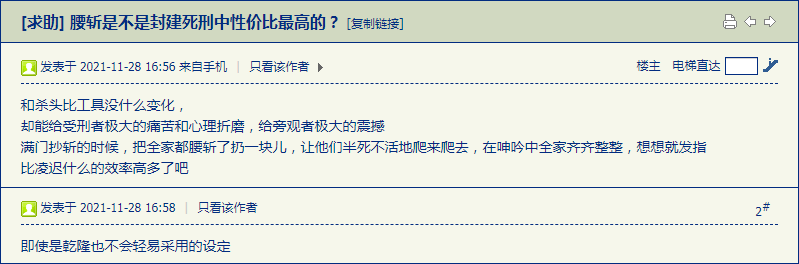 [求助] 腰斩是不是封建死刑中性价比最高的？ [复制链接]
发表于 2021-11-28 16:56 来自手机 | 只看该作者 楼主 电梯直达
和杀头比工具没什么变化，
却能给受刑者极大的痛苦和心理折磨，给旁观者极大的震撼
满门抄斩的时候，把全家都腰斩了扔一块儿，让他们半死不活地爬来爬去，在呻吟中全家齐齐整整，想想就发指
比凌迟什么的效率高多了吧
发表于 2021-11-28 16:58 | 只看该作者 2#
即使是乾隆也不会轻易采用的设定